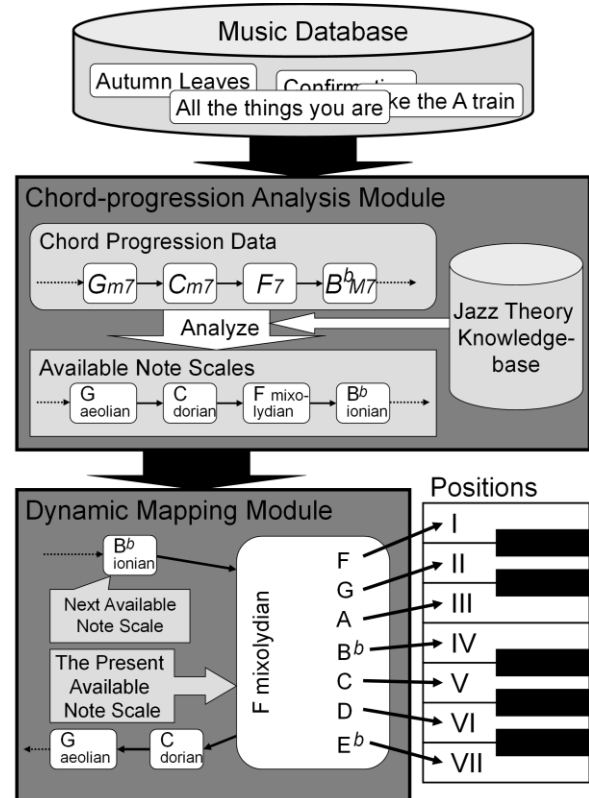 Music Database
Autumn Leaves
All the things you are
the A train
Chord-progression Analysis Module
Chord Progression Data
Gm7
Cm7
F7
BbM7
Analyze
Jazz Theory
Knowledge-
base
Available Note Scales
G
aeolian
C
dorian
F mixo-
lydian
Bb
ionian
Dynamic Mapping Module
Positions
Bb
ionian
Next Available
Note Scale
The Present
Available
Note Scale
G
aeolian
C
dorian
F mixolydian
F
G
A
Bb
C
D
Eb
I
II
III
IV
V
VI
VII